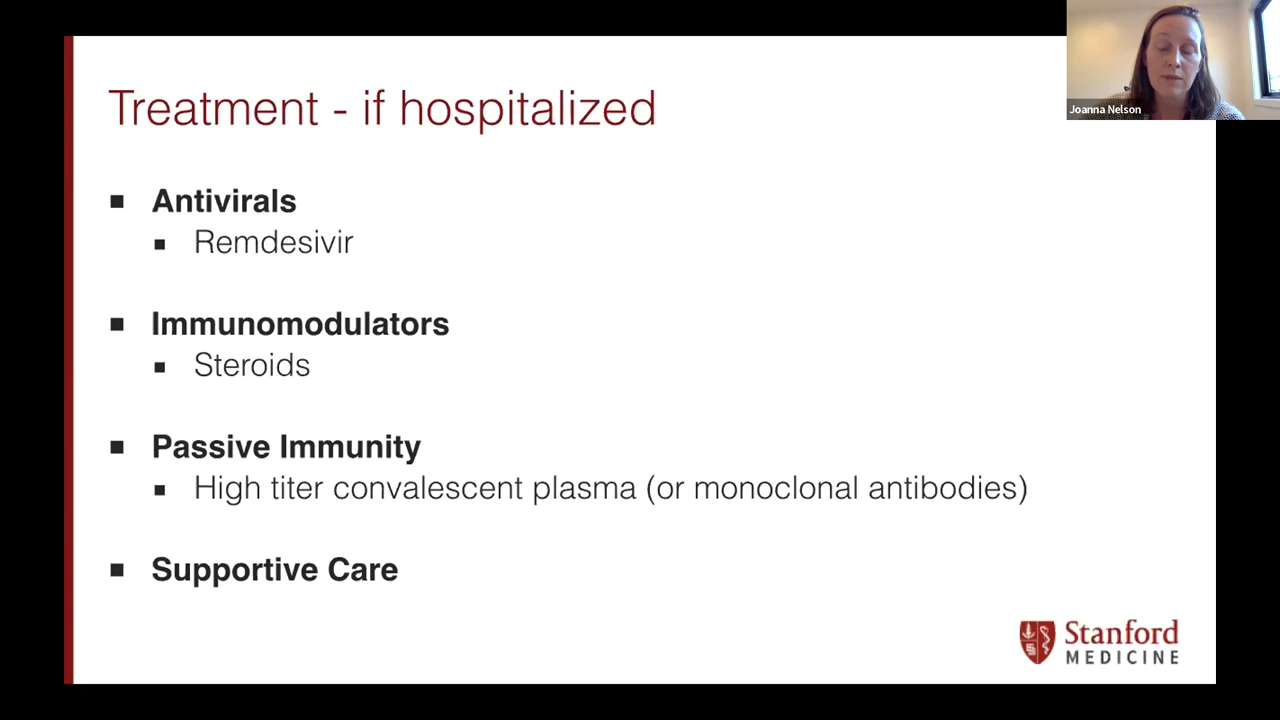 Treatment - if hospitalized
Joanna Nelson
Antivirals
Remdesivir
Immunomodulators
Steroids
Passive Immunity
High titer convalescent plasma (or monoclonal antibodies)
Supportive Care
Stanford
MEDICINE